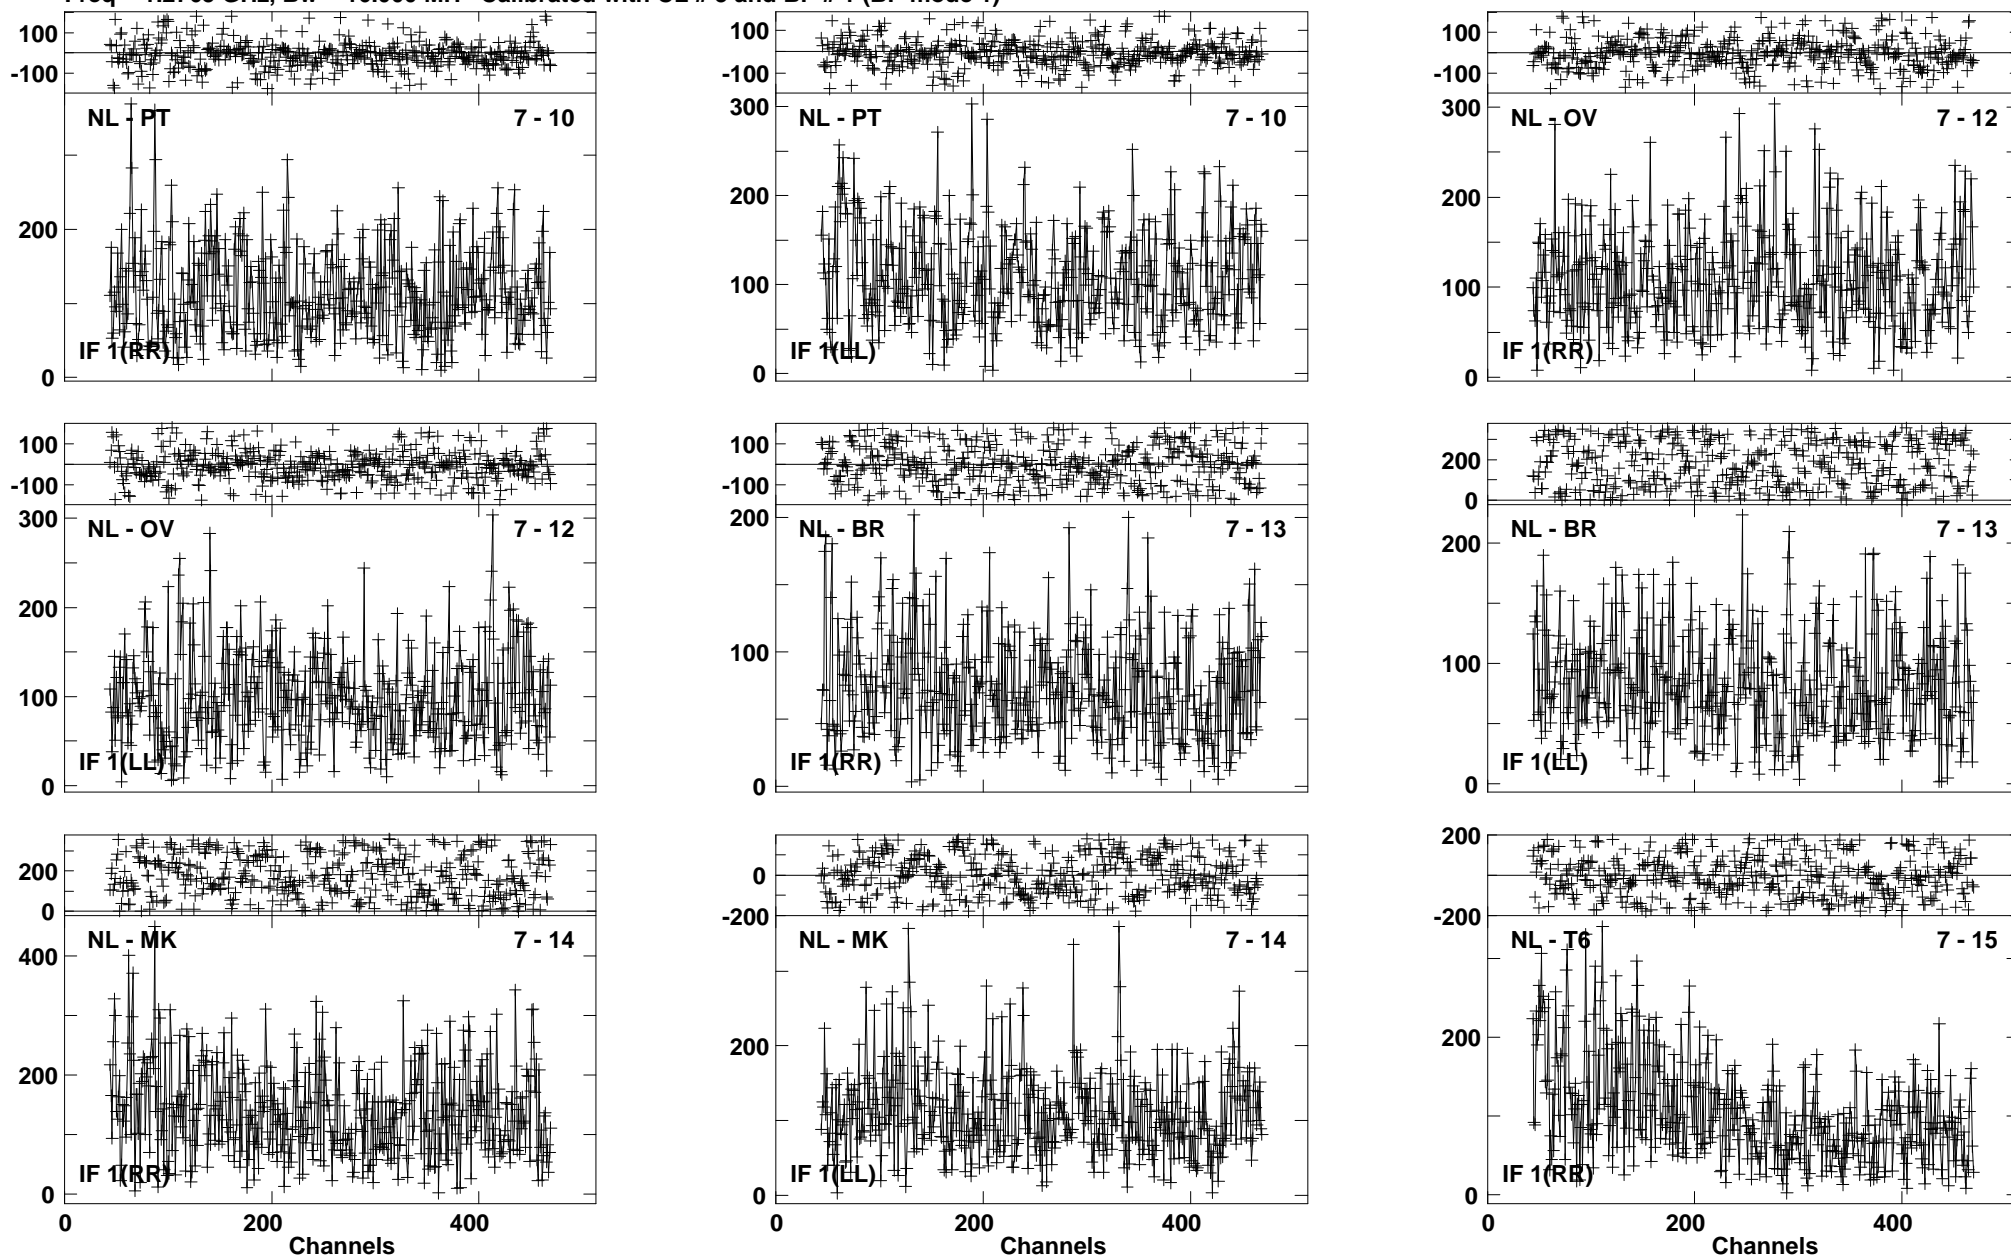 100 100 100
-100 -100 -100
NL - PT 7 - 10 300 NL - PT 7 - 10 300 NL - OV 7 - 12
200 200 200
100 100
IF 1(RR) IF 1(LL) IF 1(RR)
0 0 0
100 100 200
-100 -100 0
300 NL - OV 7 - 12 200 NL - BR 7 - 13 NL - BR 7 - 13
200 200
100 100 100
IF 1(LL) IF 1(RR) IF 1(LL)
0 0 0
200 0 200
0 -200 -200
NL - MK 7 - 14 NL - MK 7 - 14 NL - T6 7 - 15
400
200 200 200
IF 1(RR) IF 1(LL) IF 1(RR)
0 0 0
0 200 400 0 200 400 0 200 400
Channels Channels Channels